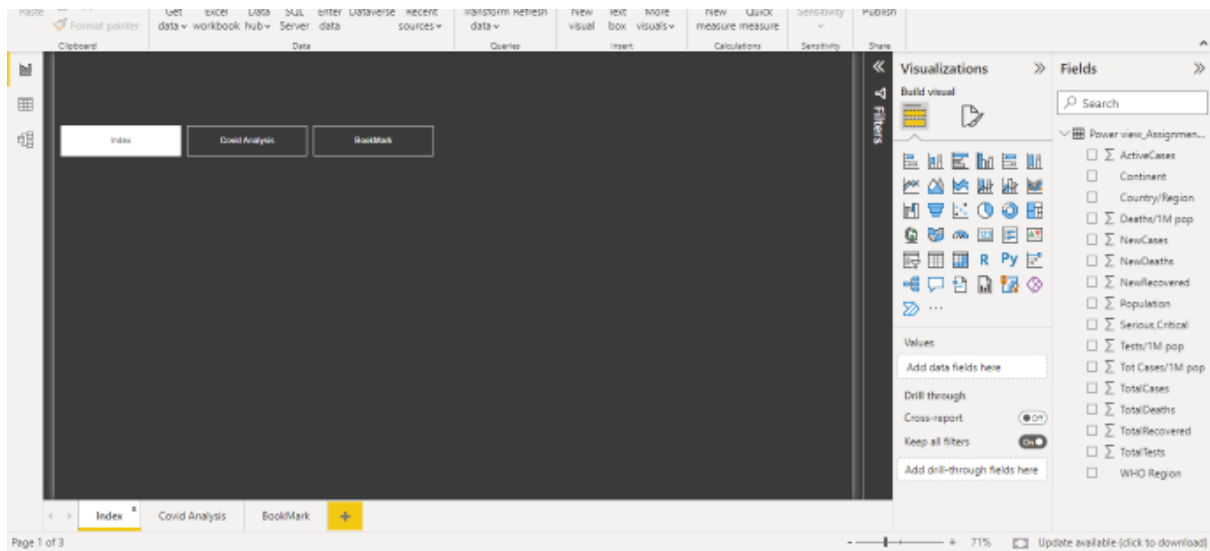 Paste
Format painter
Clipboard
Get data
Excel workbook
Data hub
SQL Server
Enter data
Dataverse
Recent sources
Data
Transform data
Refresh
Queries
New visual
Text box
More visuals
Insert
New measure
Quick measure
Calculations
Sensitivity
Sensitivity
Publish
Share
Index
Covid Analysis
BookMark
Filters
Visualizations
Build visual
R
Py
Values
Add data fields here
Drill through
Cross-report
Off
Keep all filters
On
Add drill-through fields here
Fields
Search
Power view_Assignmen...
ActiveCases
Continent
Country/Region
Deaths/1M pop
NewCases
NewDeaths
NewRecovered
Population
Serious,Critical
Tests/1M pop
Tot Cases/1M pop
TotalCases
TotalDeaths
TotalRecovered
TotalTests
WHO Region
Index
Covid Analysis
BookMark
Page 1 of 3
71%
Update available (click to download)